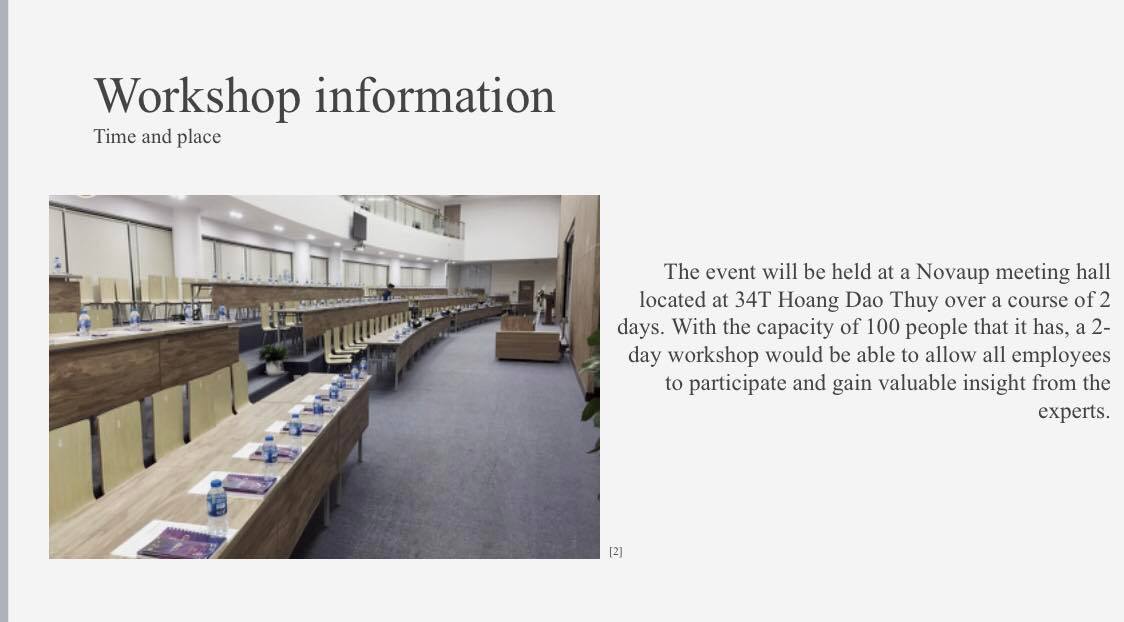 Workshop information
Time and place
The event will be held at a Novaup meeting hall
located at 34T Hoang Dao Thuy over a course of 2
days. With the capacity of 100 people that it has, a 2-
day workshop would be able to allow all employees
to participate and gain valuable insight from the
experts.
[2]